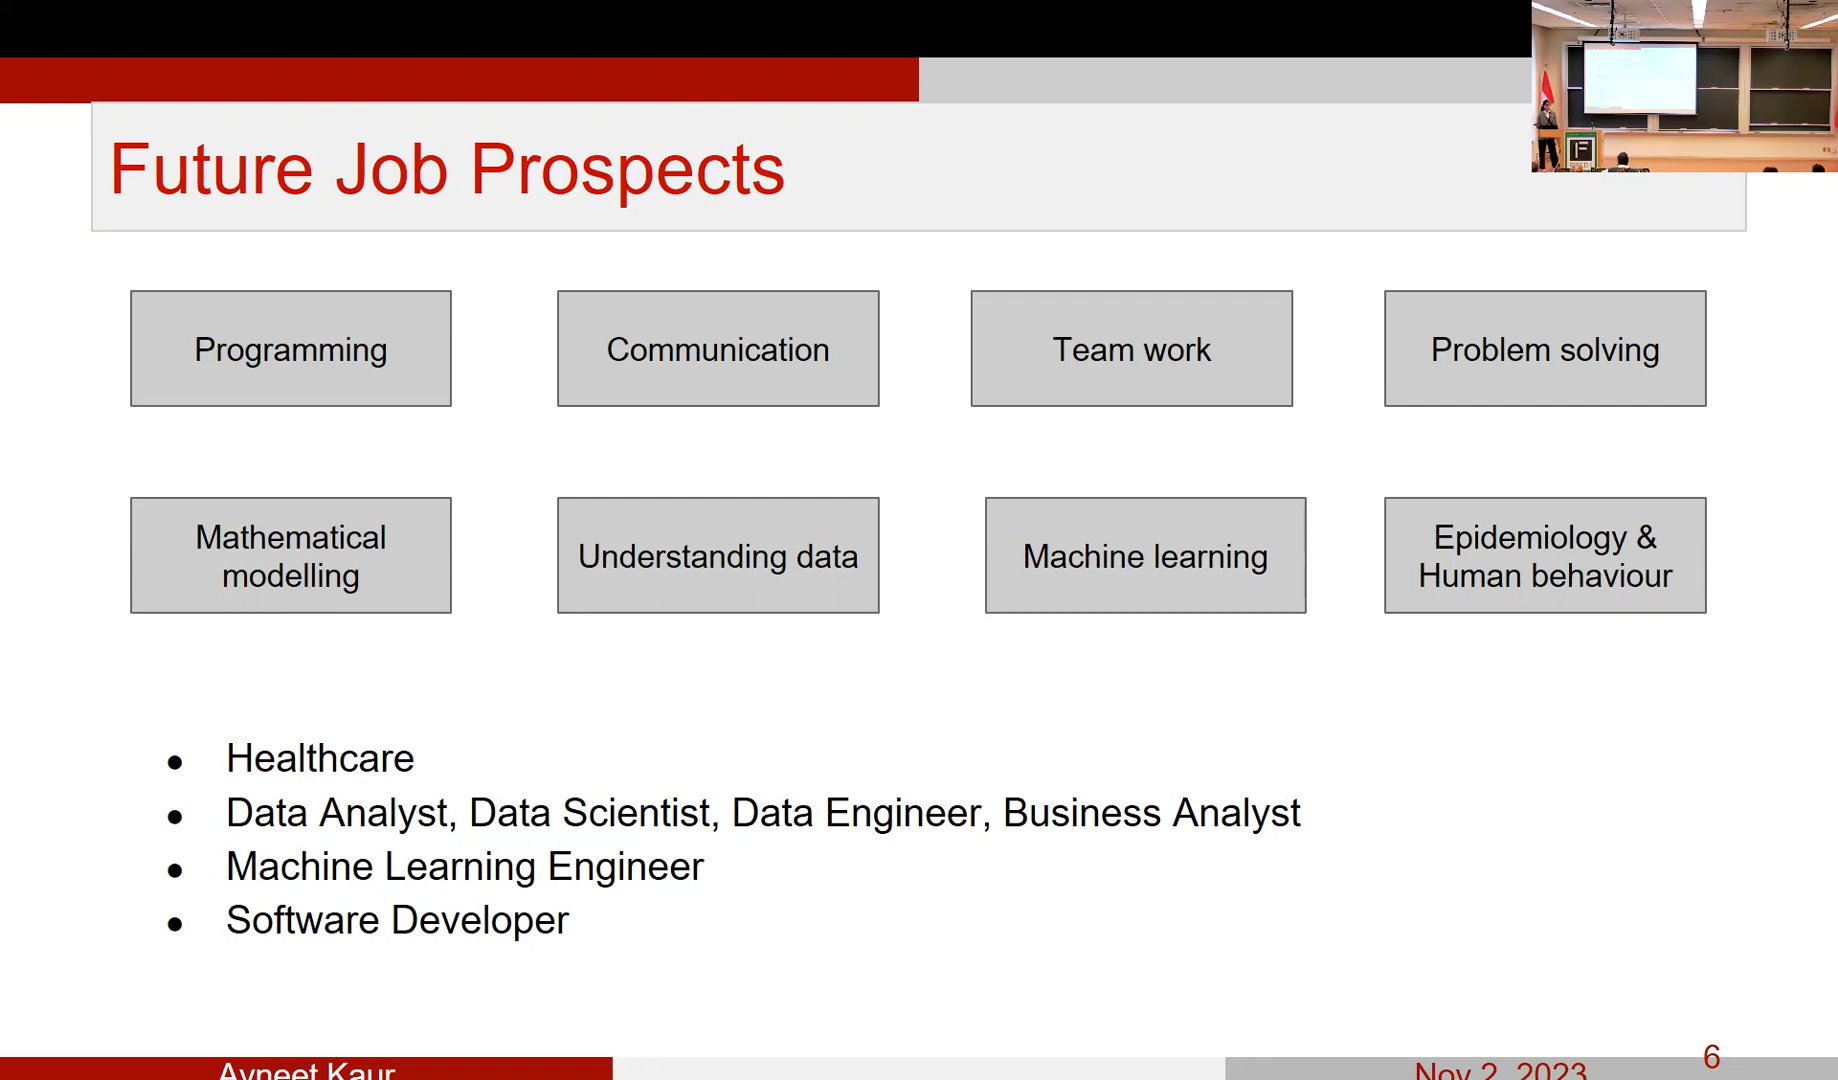 Future Job Prospects
Programming
Communication
Team work
Problem solving
Mathematical
modelling
Understanding data
Machine learning
Epidemiology &
Human behaviour
● Healthcare
● Data Analyst, Data Scientist, Data Engineer, Business Analyst
● Machine Learning Engineer
● Software Developer
Avneet Kaur
Nov 2, 2023
6